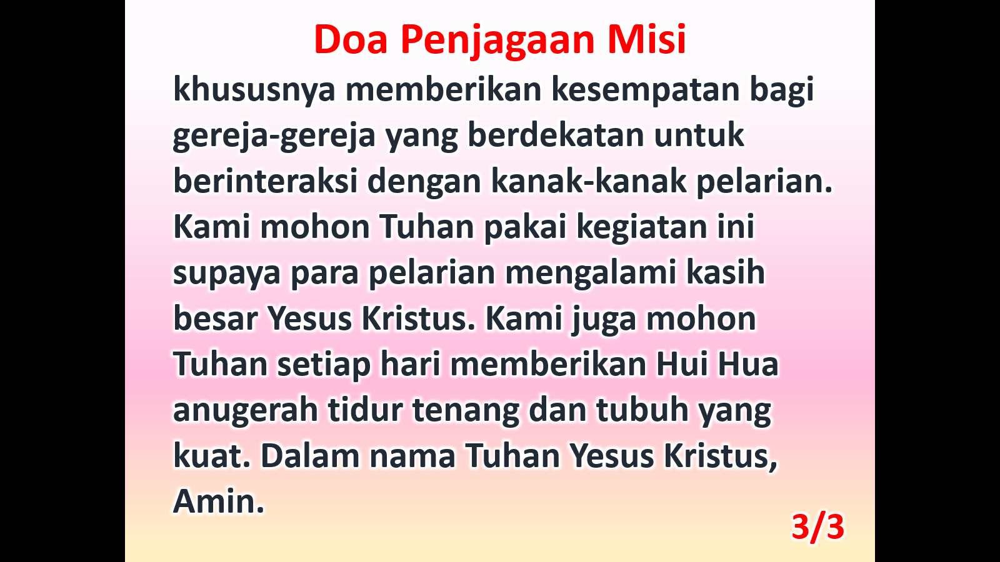 Doa Penjagaan Misi
khususnya memberikan kesempatan bagi
gereja-gereja yang berdekatan untuk
berinteraksi dengan kanak-kanak pelarian.
Kami mohon Tuhan pakai kegiatan ini
supaya para pelarian mengalami kasih
besar Yesus Kristus. Kami juga mohon
Tuhan setiap hari memberikan Hui Hua
anugerah tidur tenang dan tubuh yang
kuat. Dalam nama Tuhan Yesus Kristus,
Amin.
3/3